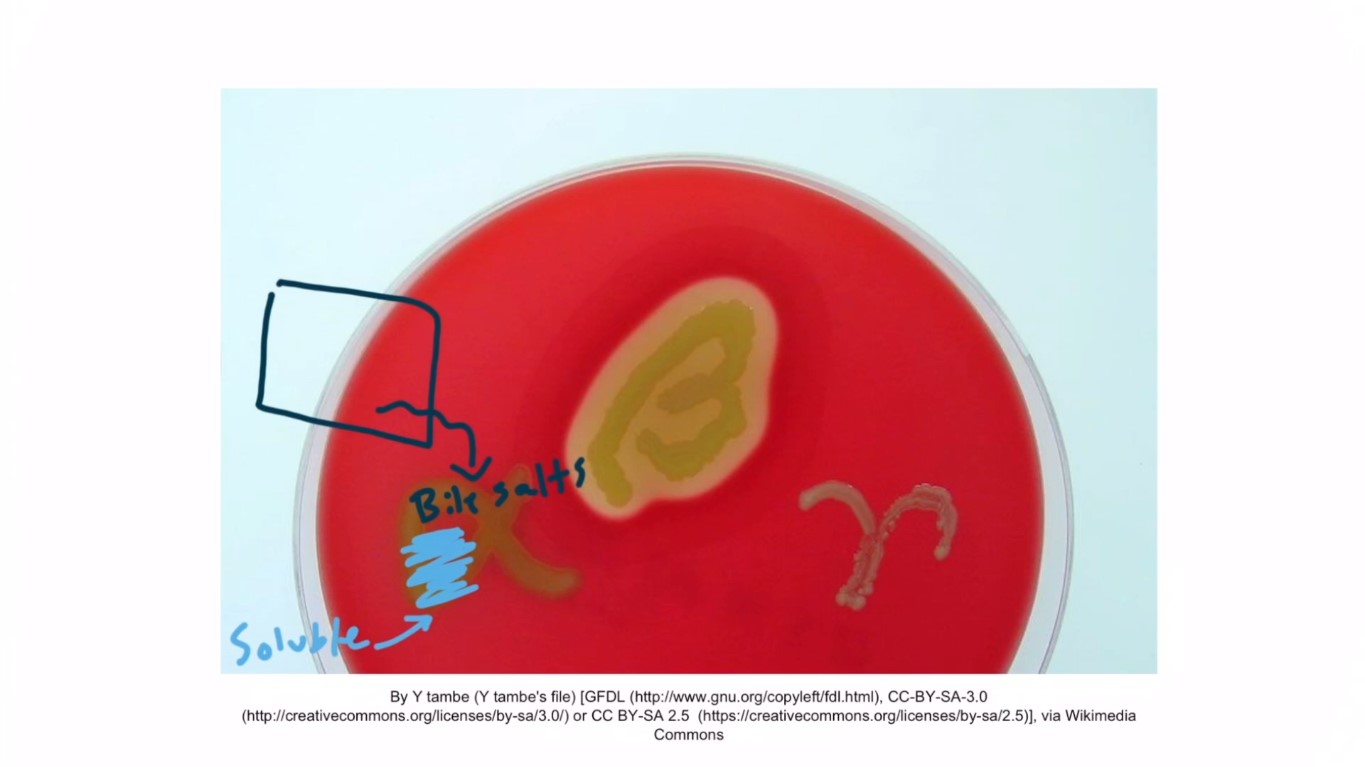 Bile salts
Soluble
α
β
γ
By Y tambe (Y tambe's file) [GFDL (http://www.gnu.org/copyleft/fdl.html), CC-BY-SA-3.0
(http://creativecommons.org/licenses/by-sa/3.0/) or CC BY-SA 2.5 (https://creativecommons.org/licenses/by-sa/2.5)], via Wikimedia
Commons